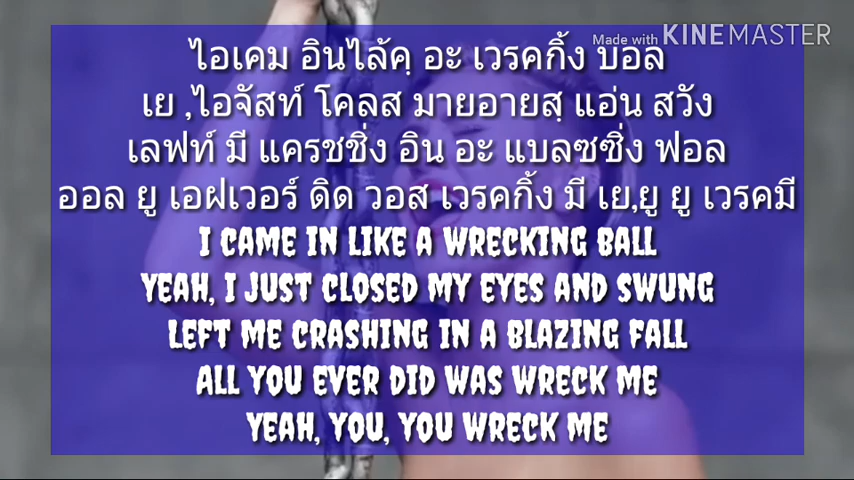 Made with KINEMASTER
ไอเคม อินไล้คฺ อะ เวรคกิ้ง บอล
เย ,ไอจัสท์ โคลส มายอายสฺ แอ่น สวัง
เลฟท์ มี แครชชิ่ง อิน อะ แบลซซิ่ง ฟอล
ออล ยู เอฝเวอร์ ดิด วอส เวรคกิ้ง มี เย,ยู ยู เวรคมี
I CAME IN LIKE A WRECKING BALL
YEAH, I JUST CLOSED MY EYES AND SWUNG
LEFT ME CRASHING IN A BLAZING FALL
ALL YOU EVER DID WAS WRECK ME
YEAH, YOU, YOU WRECK ME